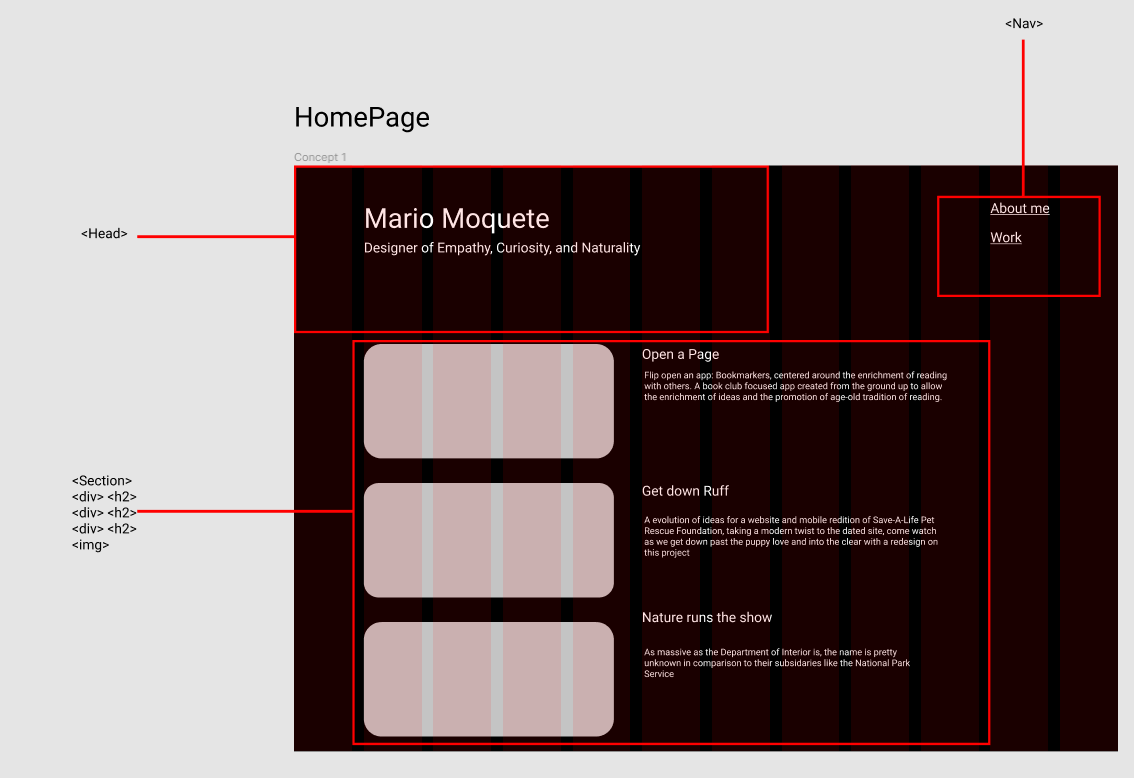 <Nav>
HomePage
Concept 1
<Head>
Mario Moquete
Designer of Empathy, Curiosity, and Naturality
About me
Work
<Section>
<div> <h2>
<div> <h2>
<div> <h2>
<img>
Open a Page
Flip open an app: Bookmarkers, centered around the enrichment of reading
with others. A book club focused app created from the ground up to allow
the enrichment of ideas and the promotion of age-old tradition of reading.
Get down Ruff
A evolution of ideas for a website and mobile redition of Save-A-Life Pet
Rescue Foundation, taking a modern twist to the dated site, come watch
as we get down past the puppy love and into the clear with a redesign on
this project
Nature runs the show
As massive as the Department of Interior is, the name is pretty
unknown in comparison to their subsidaries like the National Park
Service